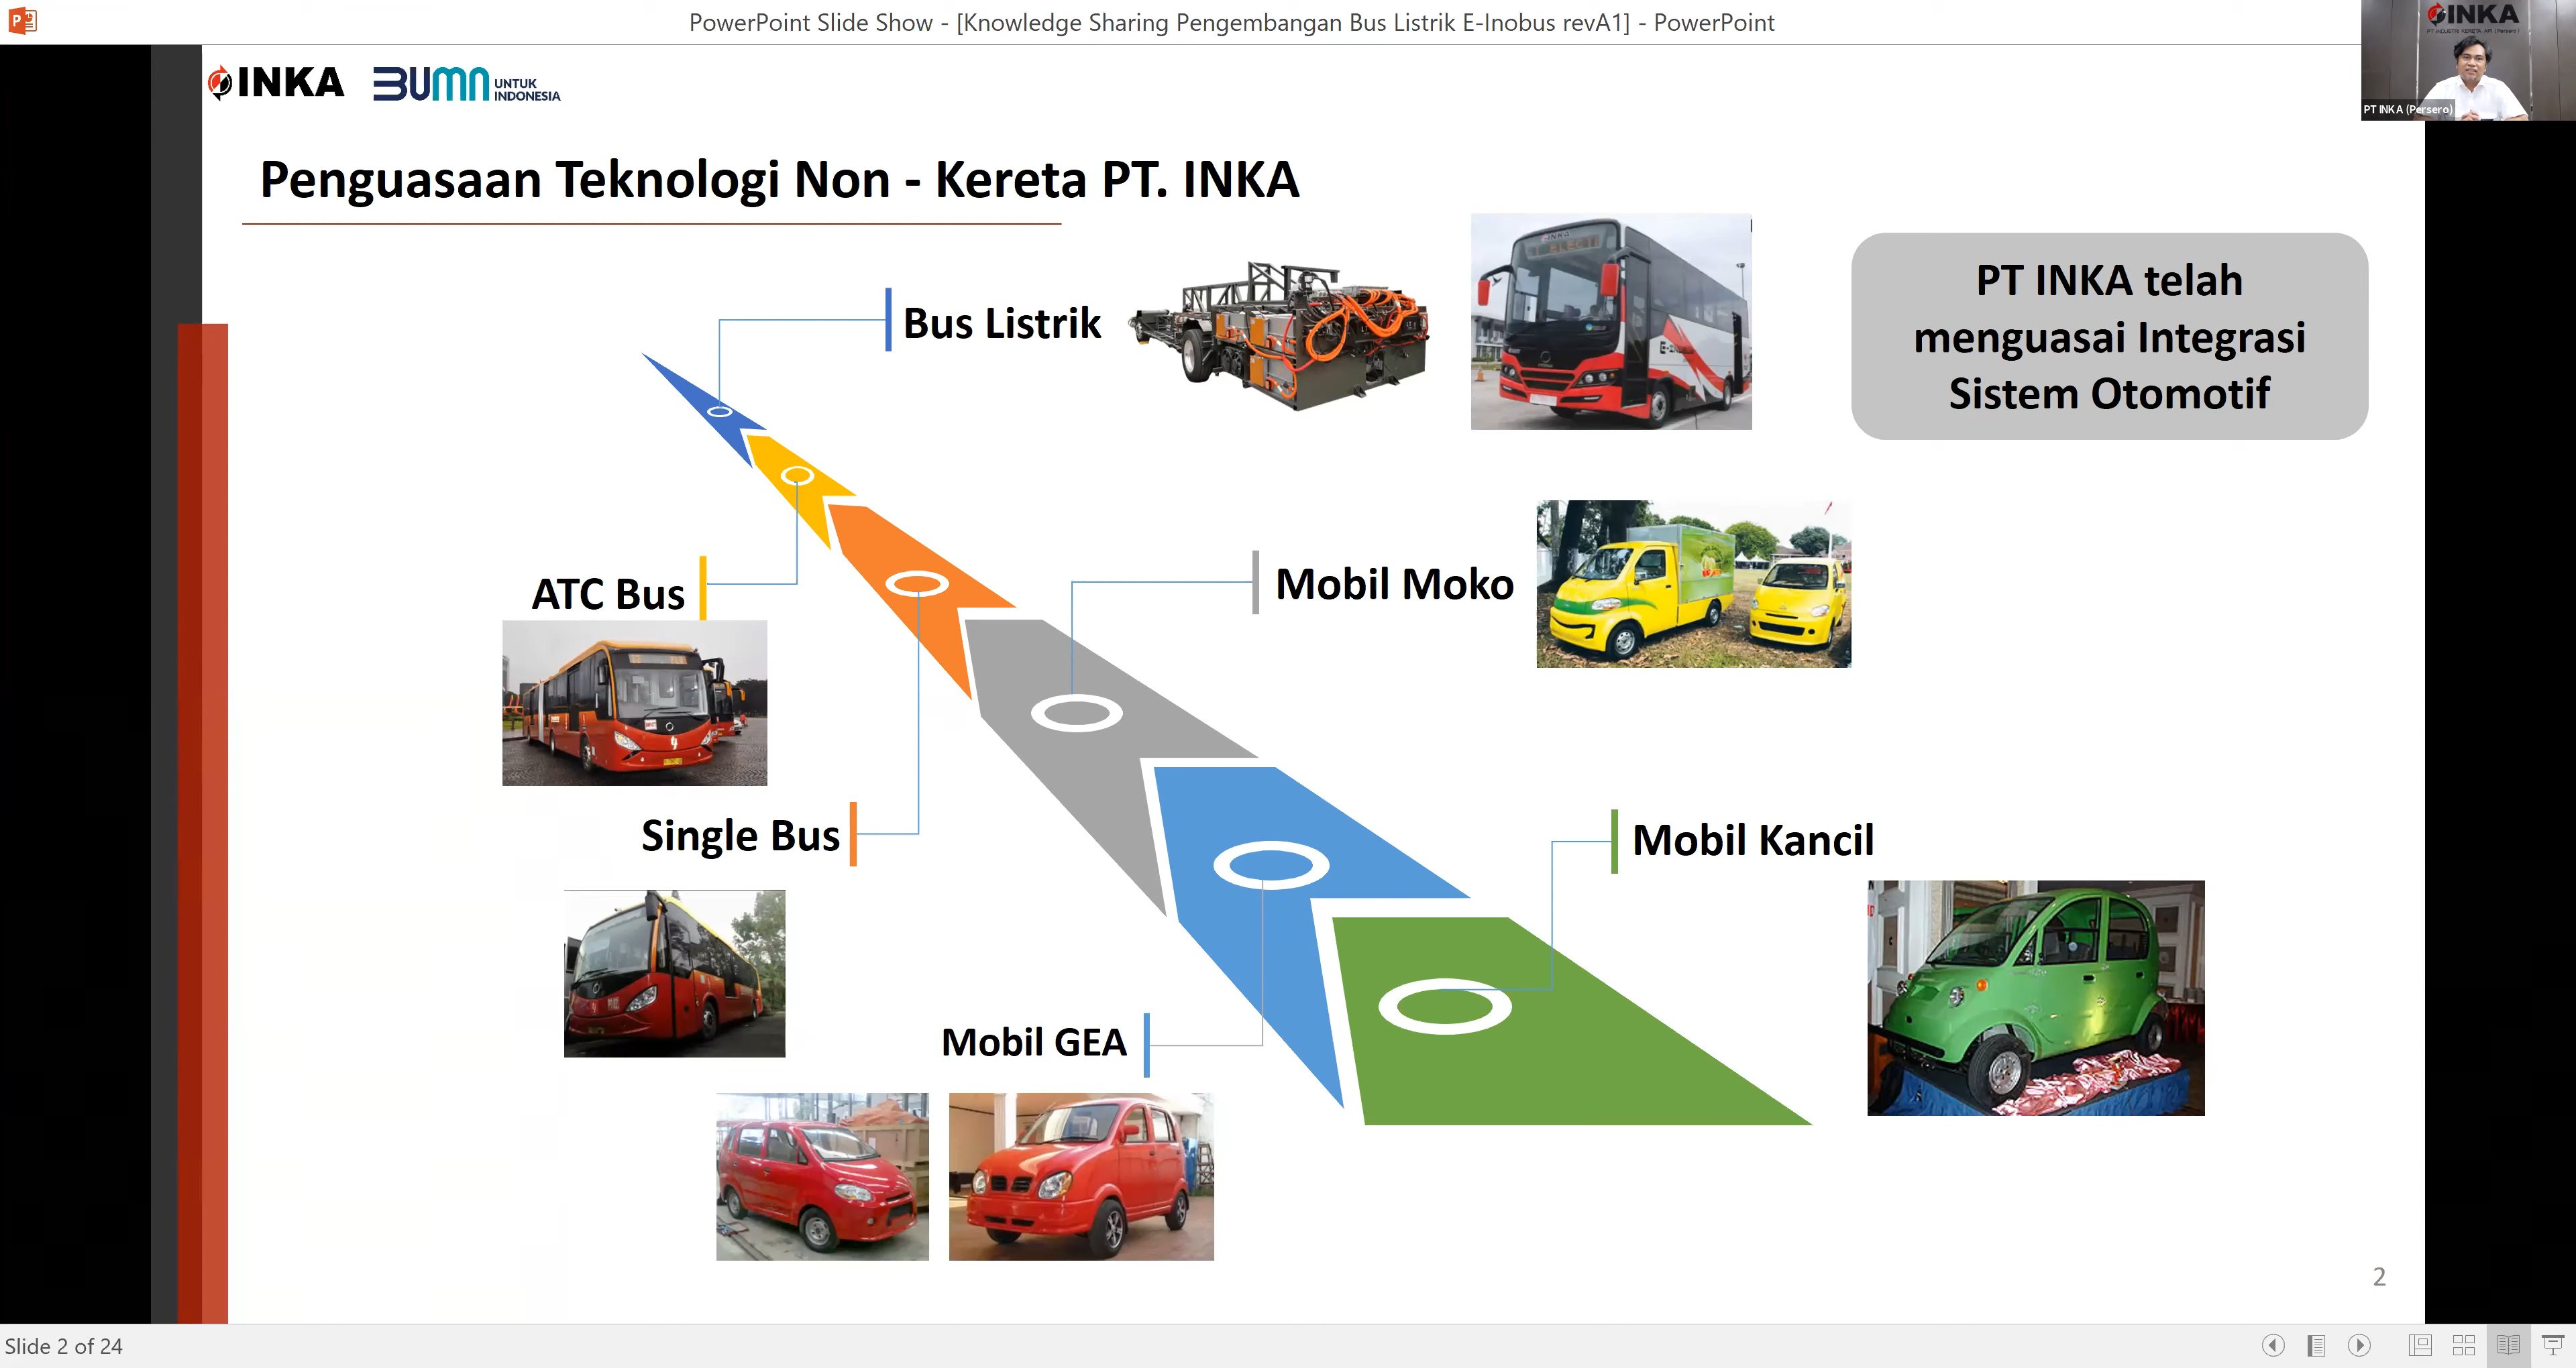 PowerPoint Slide Show - [Knowledge Sharing Pengembangan Bus Listrik E-Inobus revA1] - PowerPoint
INKA
PT INKA (Persero)
INKA
BUMN UNTUK
INDONESIA
Penguasaan Teknologi Non - Kereta PT. INKA
Bus Listrik
PT INKA telah
menguasai Integrasi
Sistem Otomotif
ATC Bus
Mobil Moko
Single Bus
Mobil Kancil
Mobil GEA
2
Slide 2 of 24